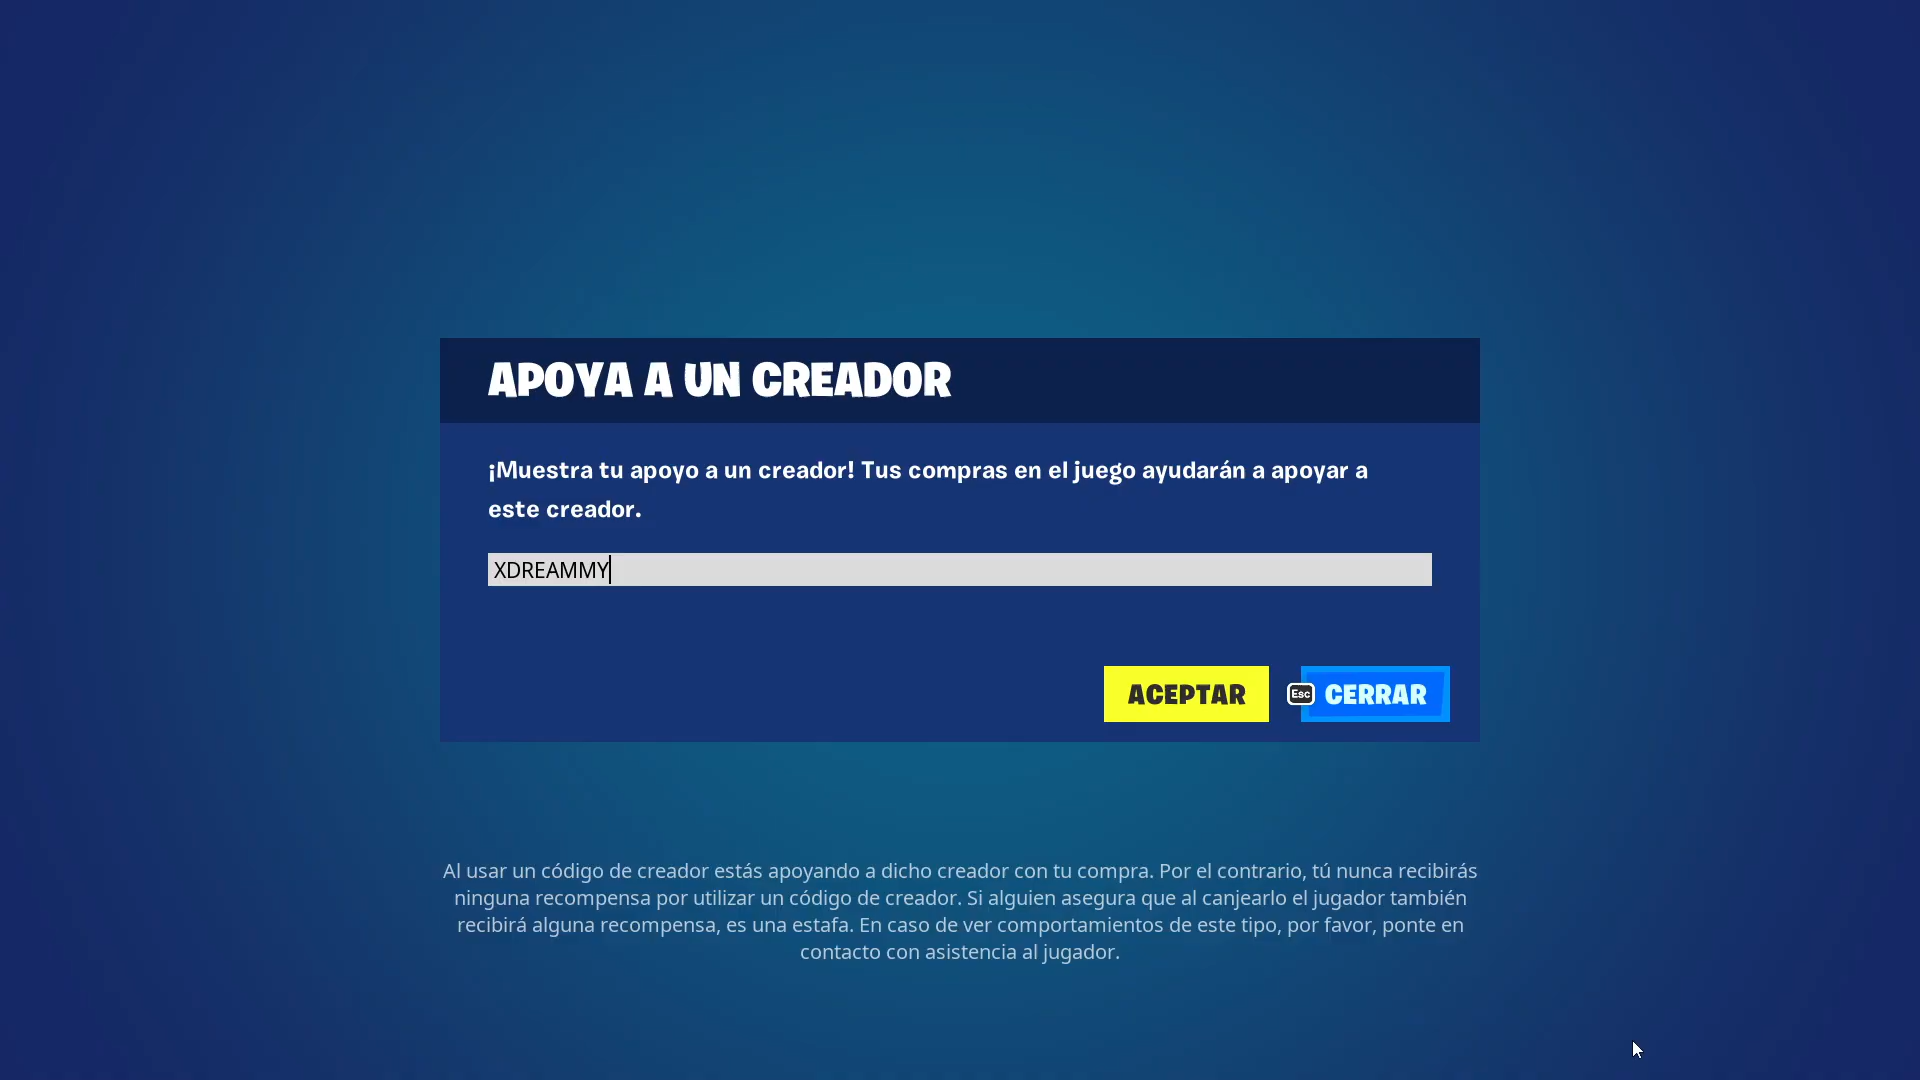 APOYA A UN CREADOR
¡Muestra tu apoyo a un creador! Tus compras en el juego ayudarán a apoyar a
este creador.
XDREAMMY
ACEPTAR
Esc CERRAR
Al usar un código de creador estás apoyando a dicho creador con tu compra. Por el contrario, tú nunca recibirás
ninguna recompensa por utilizar un código de creador. Si alguien asegura que al canjearlo el jugador también
recibirá alguna recompensa, es una estafa. En caso de ver comportamientos de este tipo, por favor, ponte en
contacto con asistencia al jugador.